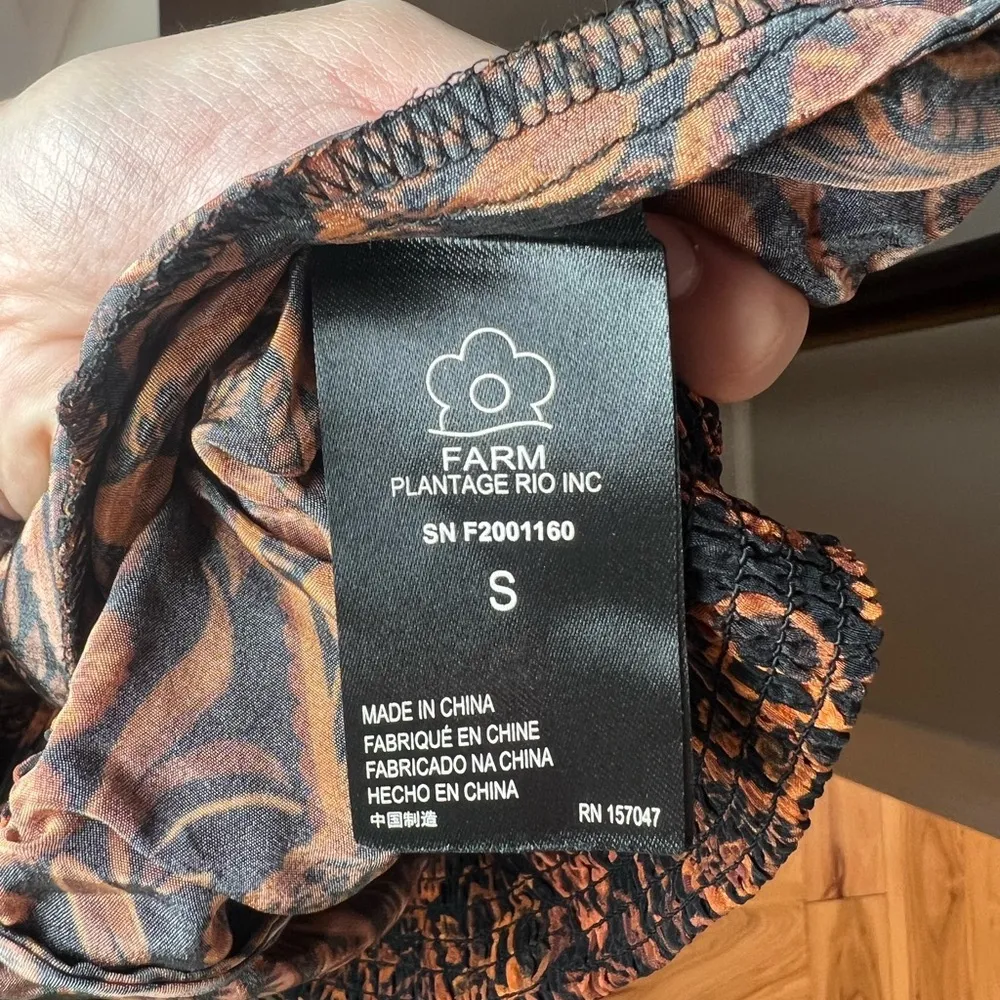 FARM
PLANTAGE RIO INC
SN F2001160
S
MADE IN CHINA
FABRIQUÉ EN CHINE
FABRICADO NA CHINA
HECHO EN CHINA
中国制造
RN 157047